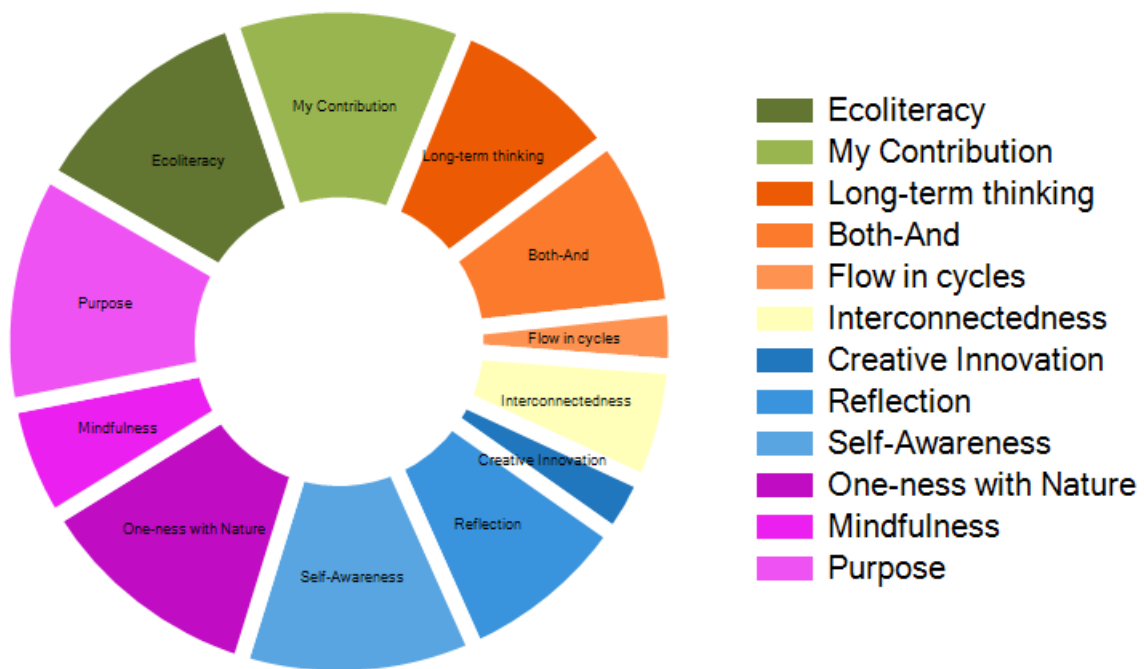 My Contribution
Ecoliteracy
Long-term thinking
Both-And
Purpose
Flow in cycles
Interconnectedness
Mindfulness
Creative Innovation
One-ness with Nature
Reflection
Self-Awareness
Ecoliteracy
My Contribution
Long-term thinking
Both-And
Flow in cycles
Interconnectedness
Creative Innovation
Reflection
Self-Awareness
One-ness with Nature
Mindfulness
Purpose